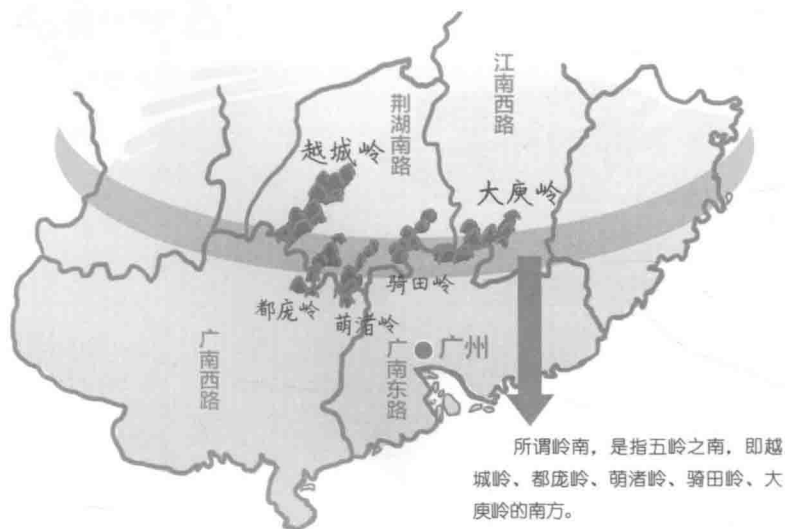 江南西路
荆湖南路
越城岭
大庾岭
骑田岭
都庞岭
萌渚岭
广南西路
广南东路
广州
所谓岭南，是指五岭之南，即越
城岭、都庞岭、萌渚岭、骑田岭、大
庾岭的南方。